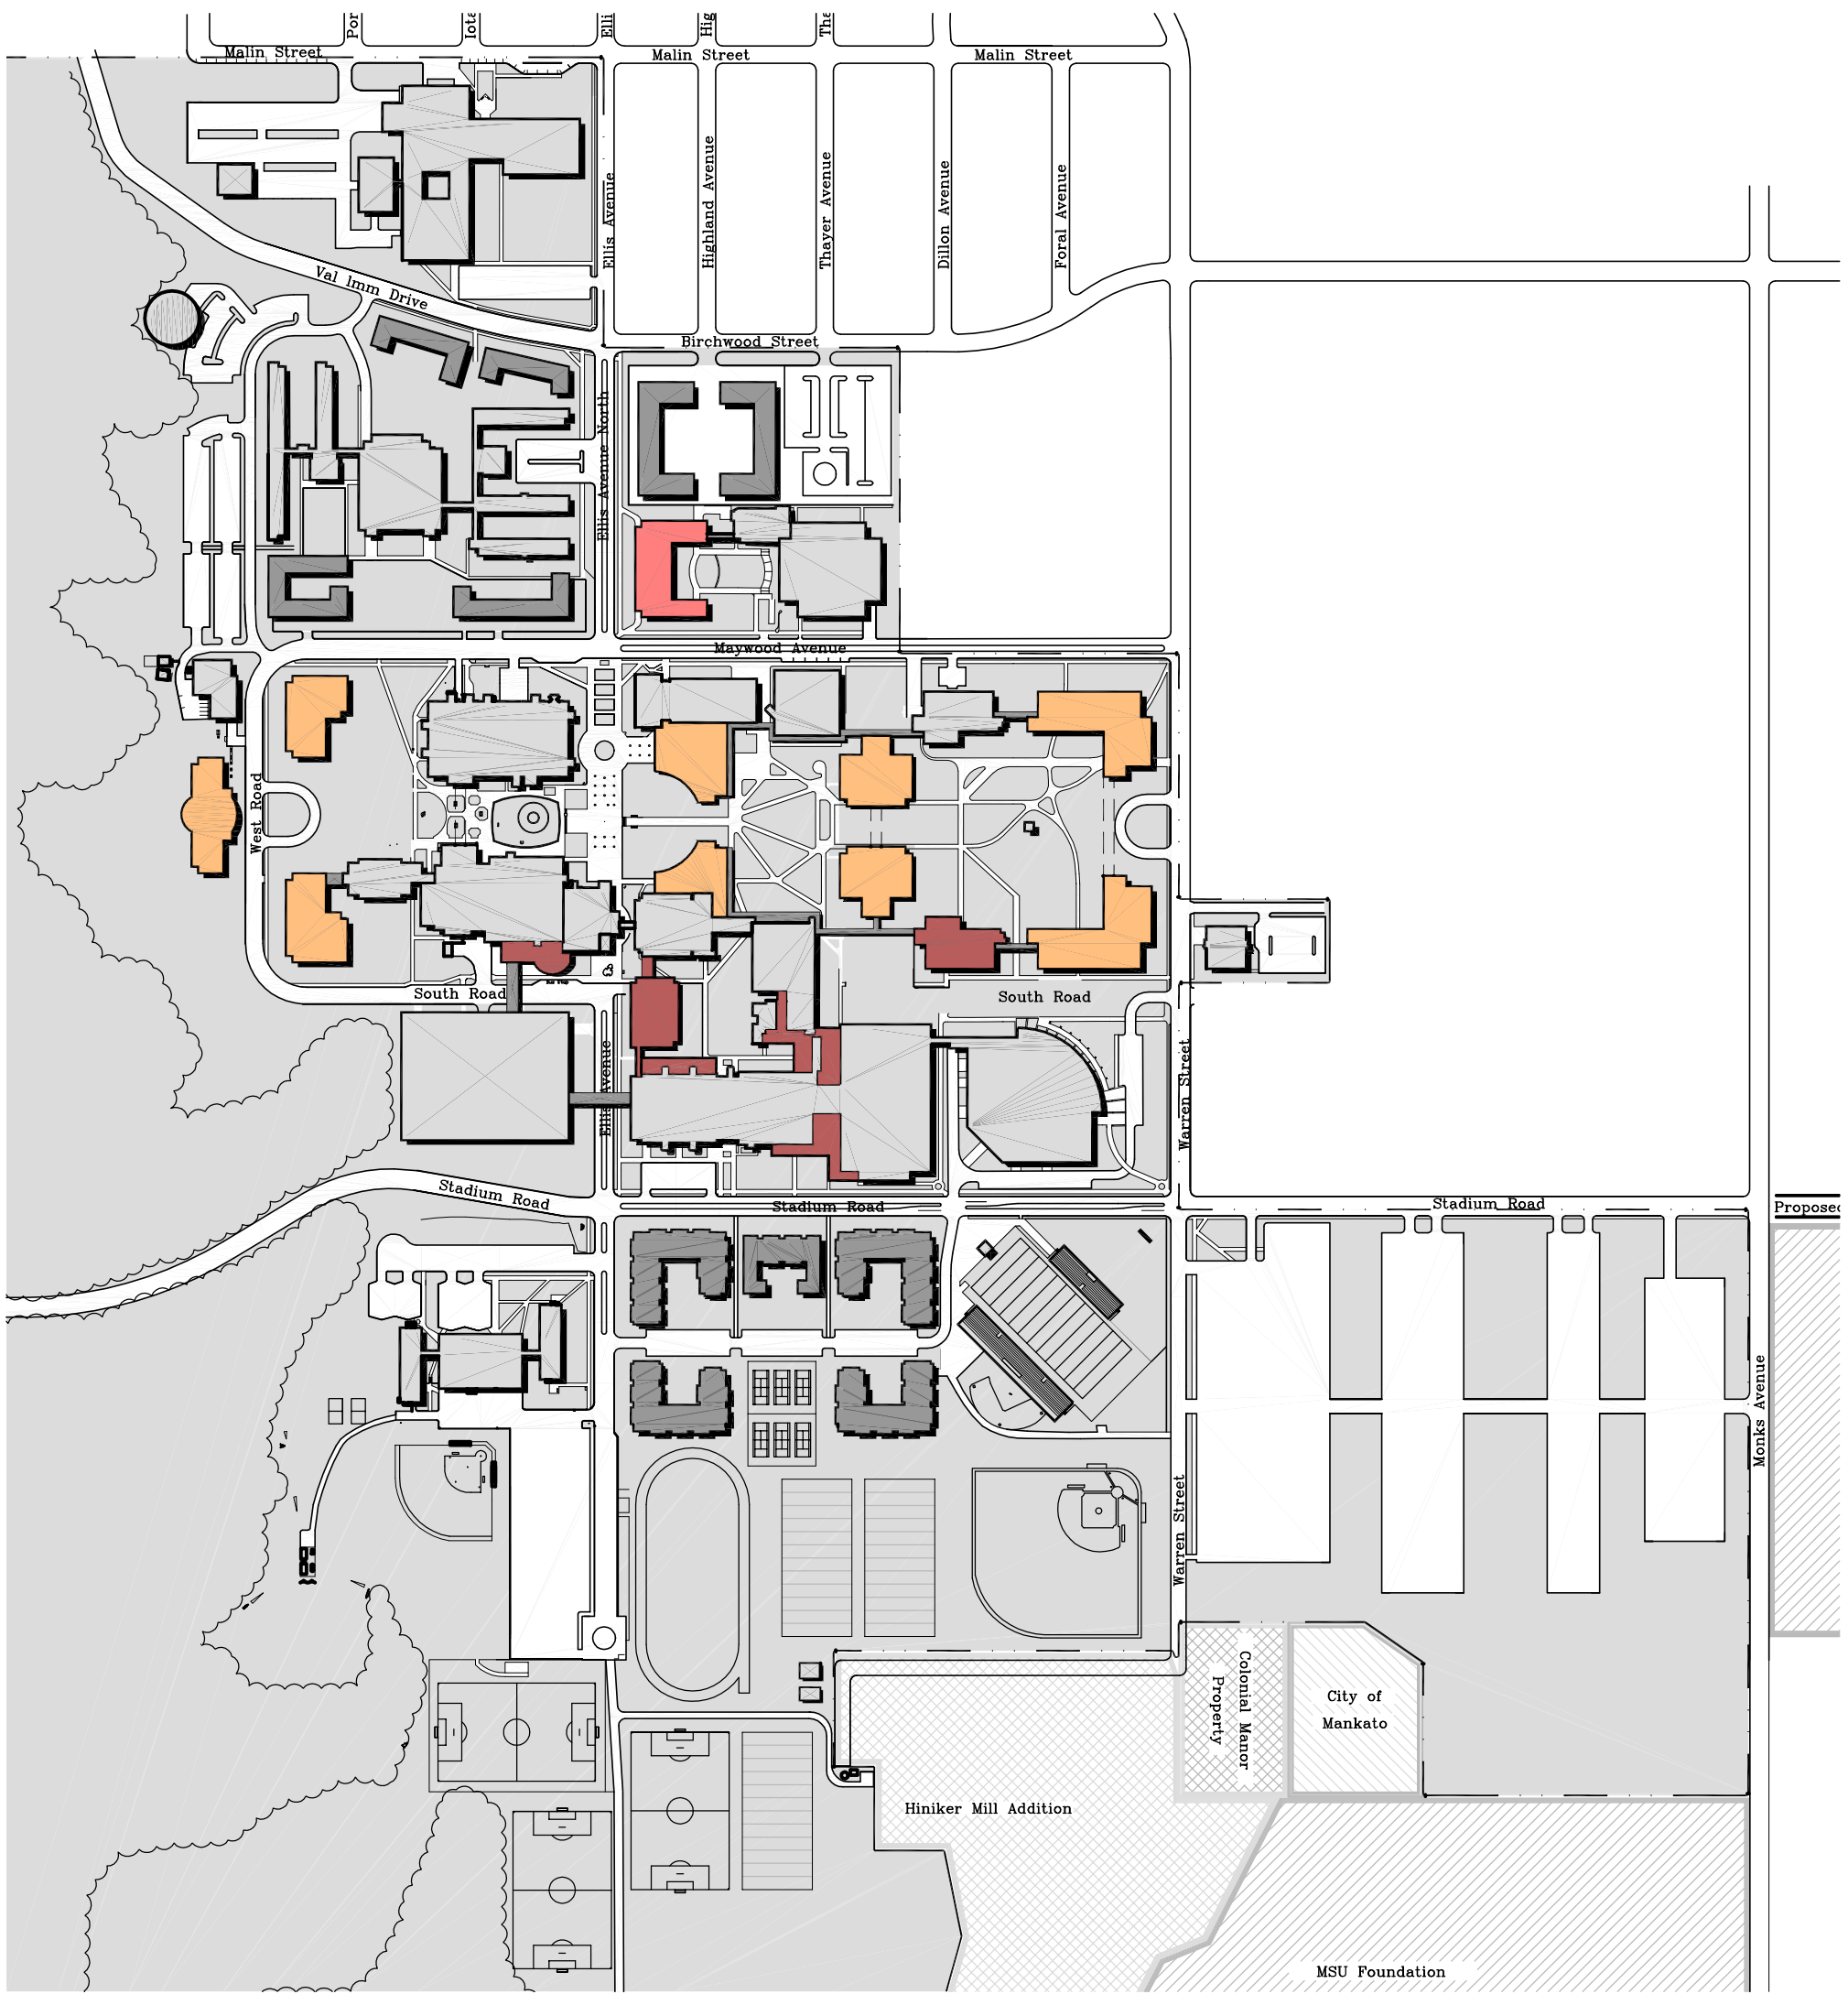 Malin Street
Malin Street
Malin Street
Ellis Avenue
Highland Avenue
Thayer Avenue
Dillon Avenue
Foral Avenue
Val Imm Drive
Birchwood Street
Ellis Avenue North
Maywood Avenue
West Road
South Road
South Road
Ellis Avenue
Warren Street
Stadium Road
Stadium Road
Stadium Road
Proposed
Monks Avenue
Warren Street
Colonial Manor
Property
City of
Mankato
Hiniker Mill Addition
MSU Foundation